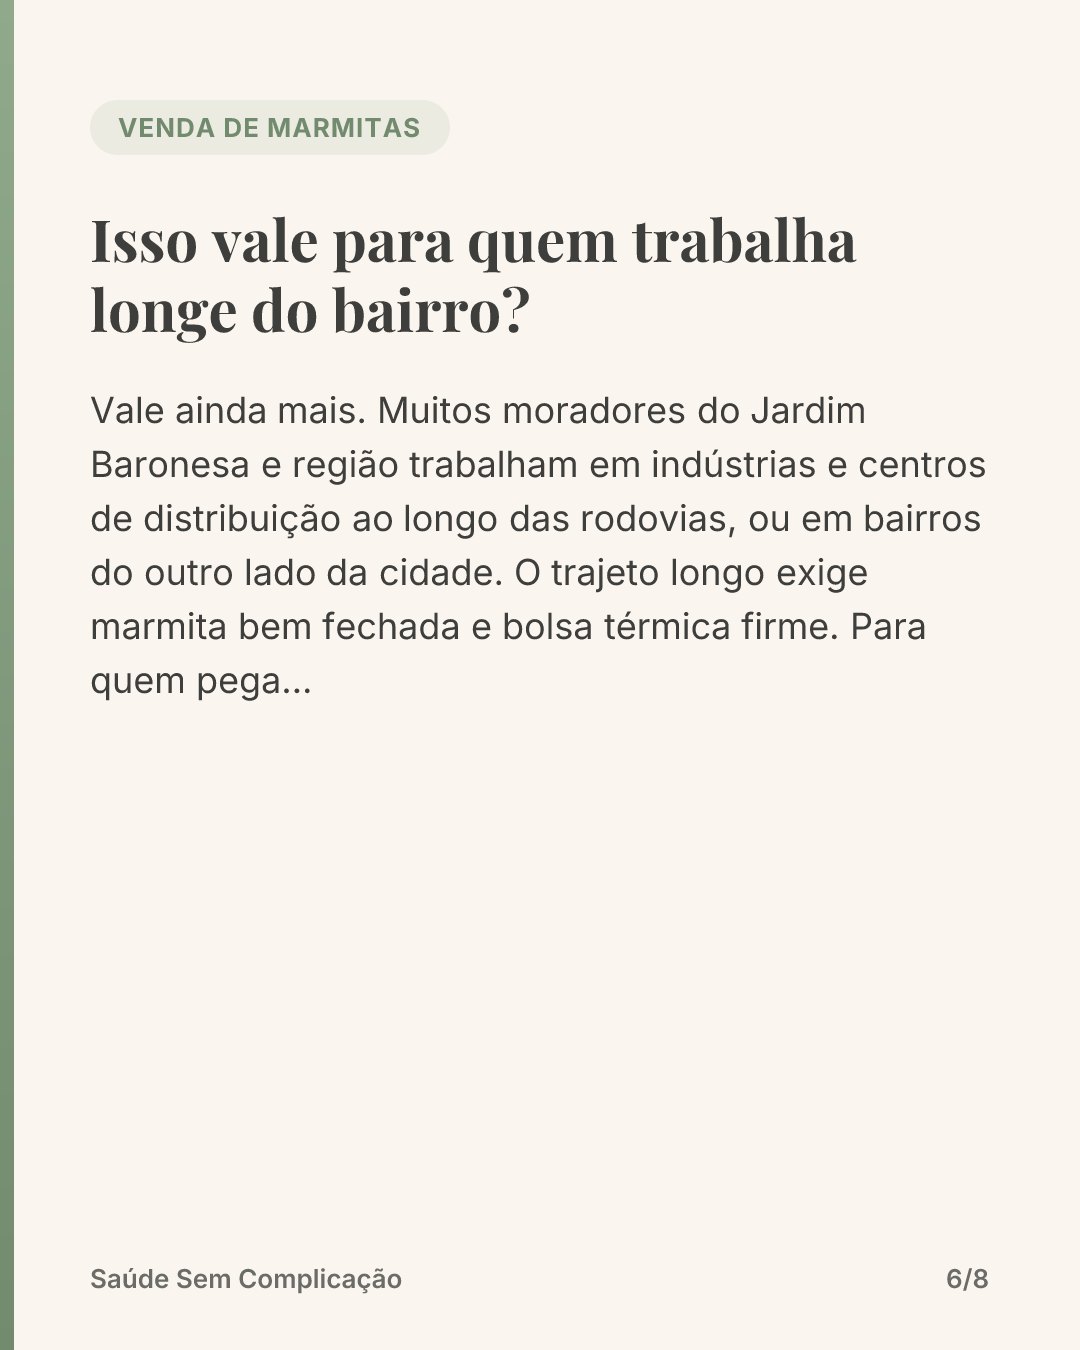 VENDA DE MARMITAS
Isso vale para quem trabalha
longe do bairro?
Vale ainda mais. Muitos moradores do Jardim
Baronesa e região trabalham em indústrias e centros
de distribuição ao longo das rodovias, ou em bairros
do outro lado da cidade. O trajeto longo exige
marmita bem fechada e bolsa térmica firme. Para
quem pega...
Saúde Sem Complicação
6/8